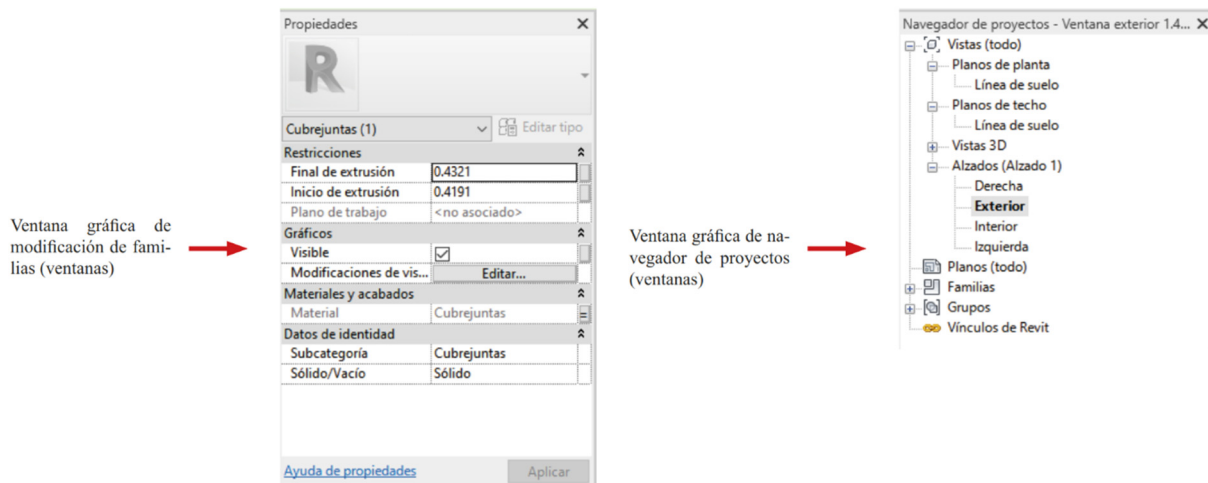 Ventana gráfica de
modificación de fami-
lias (ventanas)
Propiedades
R
Cubrejuntas (1)
Editar tipo
Restricciones
Final de extrusión 0.4321
Inicio de extrusión 0.4191
Plano de trabajo <no asociado>
Gráficos
Visible
Modificaciones de vis... Editar...
Materiales y acabados
Material Cubrejuntas =
Datos de identidad
Subcategoría Cubrejuntas
Sólido/Vacío Sólido
Ayuda de propiedades Aplicar
Ventana gráfica de na-
vegador de proyectos
(ventanas)
Navegador de proyectos - Ventana exterior 1.4...
Vistas (todo)
Planos de planta
Línea de suelo
Planos de techo
Línea de suelo
Vistas 3D
Alzados (Alzado 1)
Derecha
Exterior
Interior
Izquierda
Planos (todo)
Familias
Grupos
Vínculos de Revit